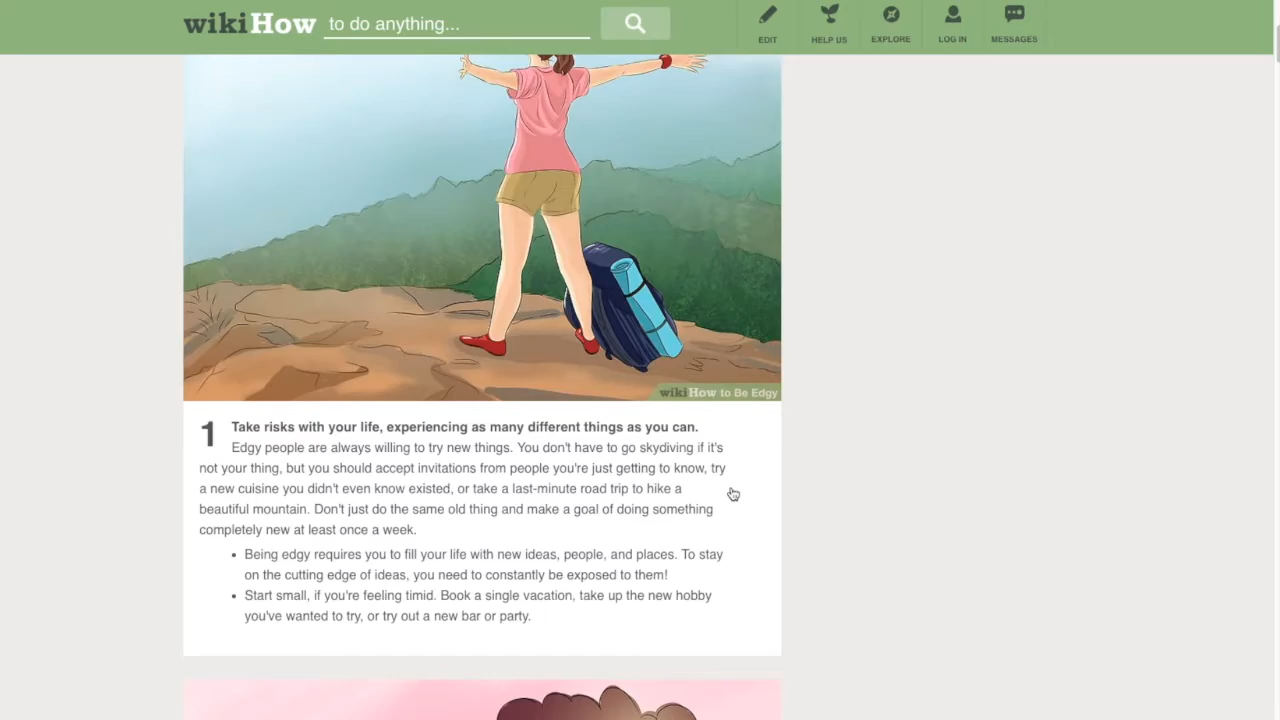 wikiHow to do anything...
EDIT
HELP US
EXPLORE
LOG IN
MESSAGES
wikiHow to Be Edgy
1 Take risks with your life, experiencing as many different things as you can.
Edgy people are always willing to try new things. You don't have to go skydiving if it's
not your thing, but you should accept invitations from people you're just getting to know, try
a new cuisine you didn't even know existed, or take a last-minute road trip to hike a
beautiful mountain. Don't just do the same old thing and make a goal of doing something
completely new at least once a week.
• Being edgy requires you to fill your life with new ideas, people, and places. To stay
on the cutting edge of ideas, you need to constantly be exposed to them!
• Start small, if you're feeling timid. Book a single vacation, take up the new hobby
you've wanted to try, or try out a new bar or party.